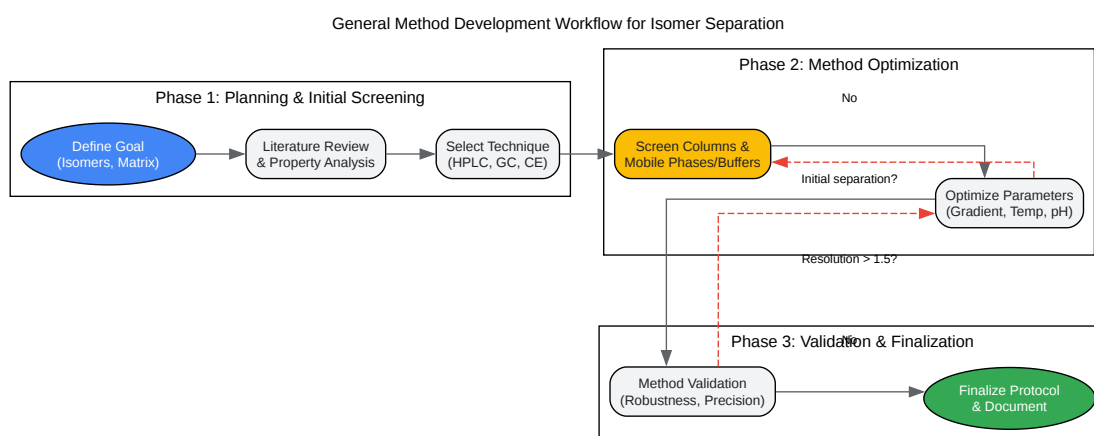 General Method Development Workflow for Isomer Separation
Phase 1: Planning & Initial Screening
Define Goal
(Isomers, Matrix)
Literature Review
& Property Analysis
Select Technique
(HPLC, GC, CE)
Phase 2: Method Optimization
No
Screen Columns &
Mobile Phases/Buffers
Initial separation?
Optimize Parameters
(Gradient, Temp, pH)
Resolution > 1.5?
No
Phase 3: Validation & Finalization
Method Validation
(Robustness, Precision)
Finalize Protocol
& Document